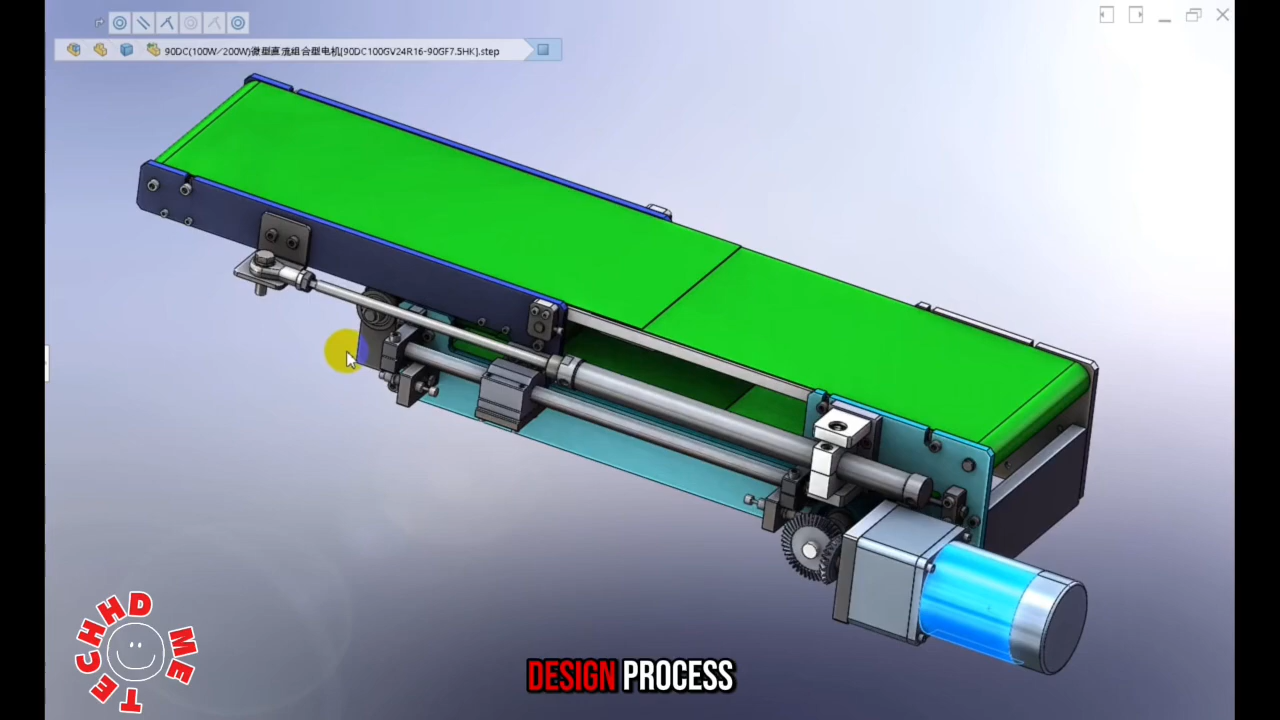 90DC(100W/200W)微型直流组合型电机[90DC100GV24R16-90GF7.5HK].step
DESIGN PROCESS
TECHHD ME